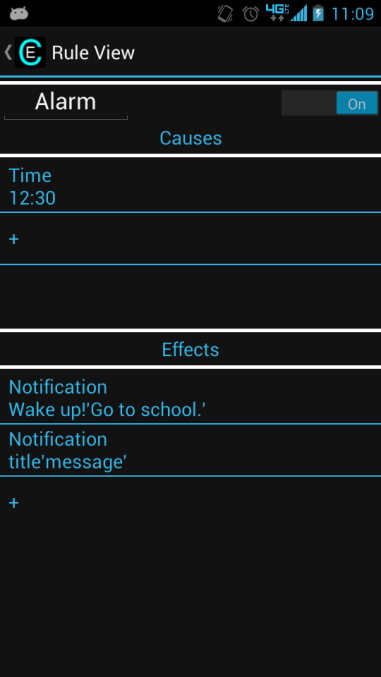 4G 11:09
E Rule View
Alarm On
Causes
Time
12:30
+
Effects
Notification
Wake up!'Go to school.'
Notification
title'message'
+